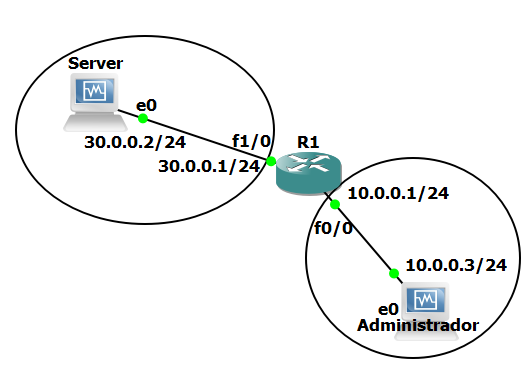 Server
e0
30.0.0.2/24
f1/0
30.0.0.1/24
R1
10.0.0.1/24
f0/0
10.0.0.3/24
e0
Administrador